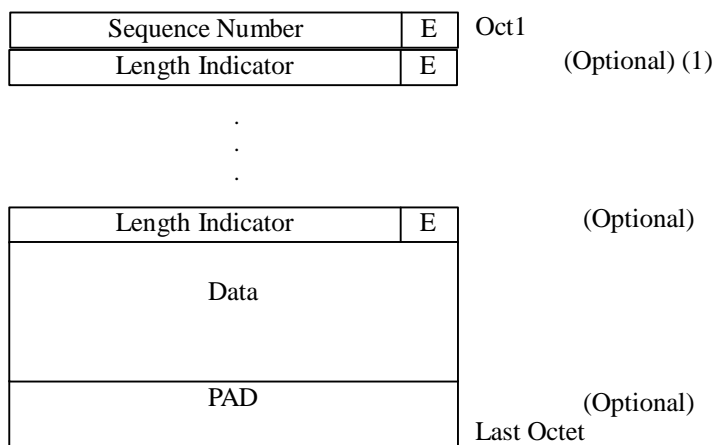 Sequence Number E Oct1
Length Indicator E (Optional) (1)
.
.
.
Length Indicator E (Optional)
Data
PAD (Optional)
Last Octet